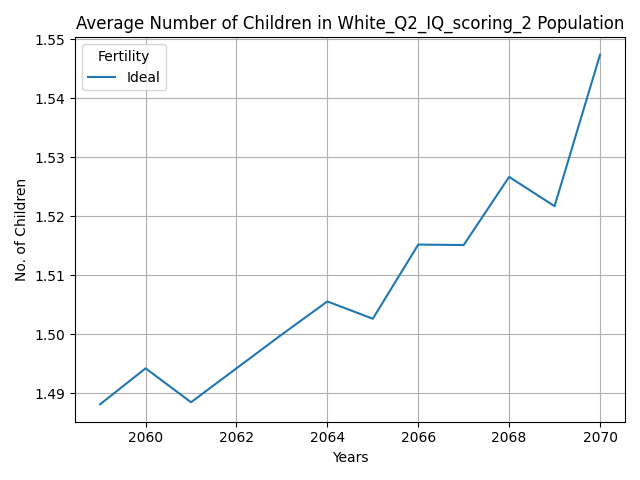 Average Number of Children in White_Q2_IQ_scoring_2 Population
Fertility
Ideal
No. of Children
1.55
1.54
1.53
1.52
1.51
1.50
1.49
2060 2062 2064 2066 2068 2070
Years